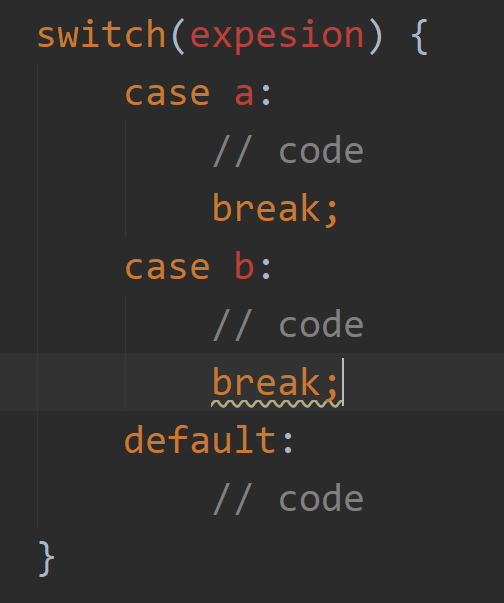 switch(expesion) {
case a:
// code
break;
case b:
// code
break;
default:
// code
}